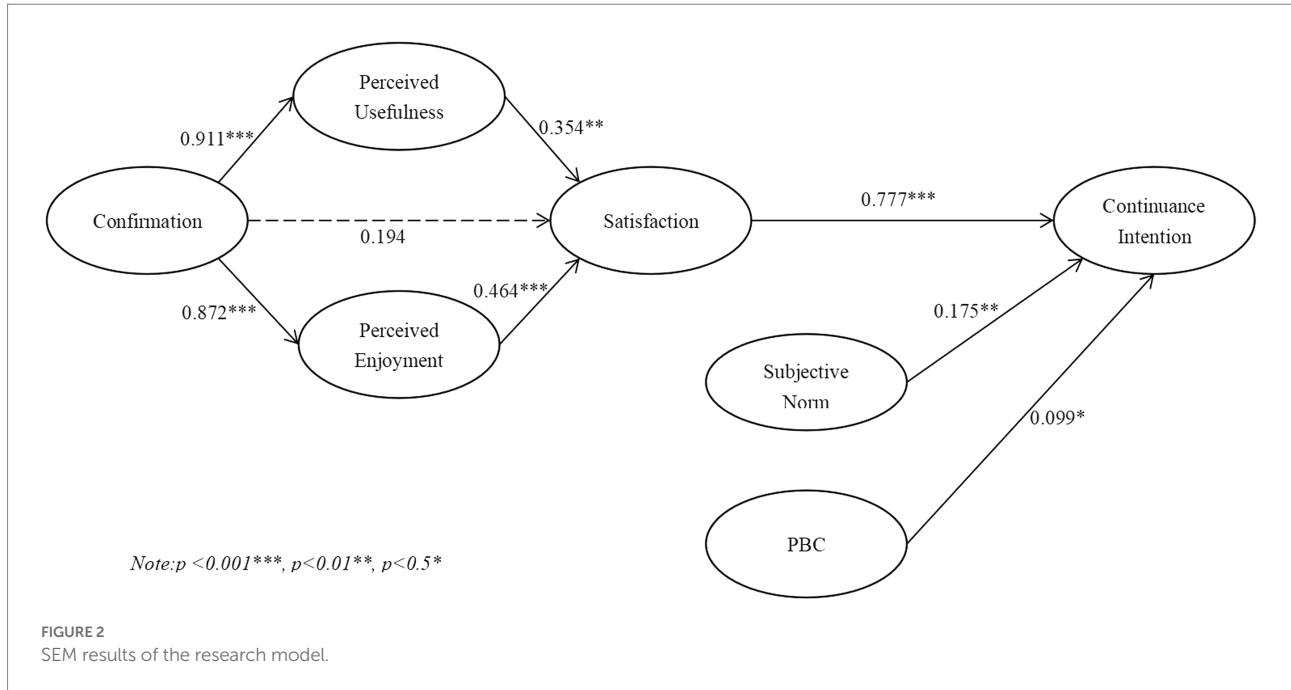 Perceived
Usefulness
0.911***
0.354**
Confirmation
0.194
Satisfaction
0.777***
Continuance
Intention
0.872***
Perceived
Enjoyment
0.464***
0.175**
Subjective
Norm
0.099*
PBC
Note:p <0.001***, p<0.01**, p<0.5*
FIGURE 2
SEM results of the research model.